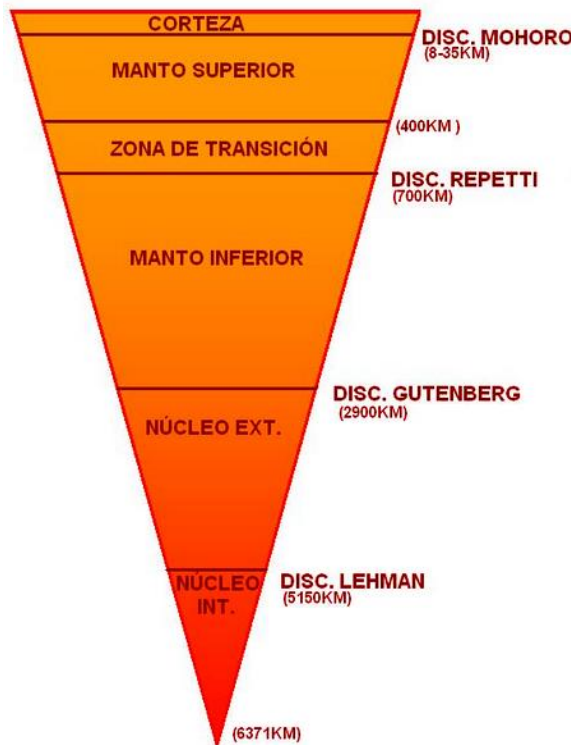 CORTEZA
DISC. MOHORO
(8-35KM)
MANTO SUPERIOR
(400KM )
ZONA DE TRANSICIÓN
DISC. REPETTI
(700KM)
MANTO INFERIOR
DISC. GUTENBERG
(2900KM)
NÚCLEO EXT.
NÚCLEO
INT.
DISC. LEHMAN
(5150KM)
(6371KM)